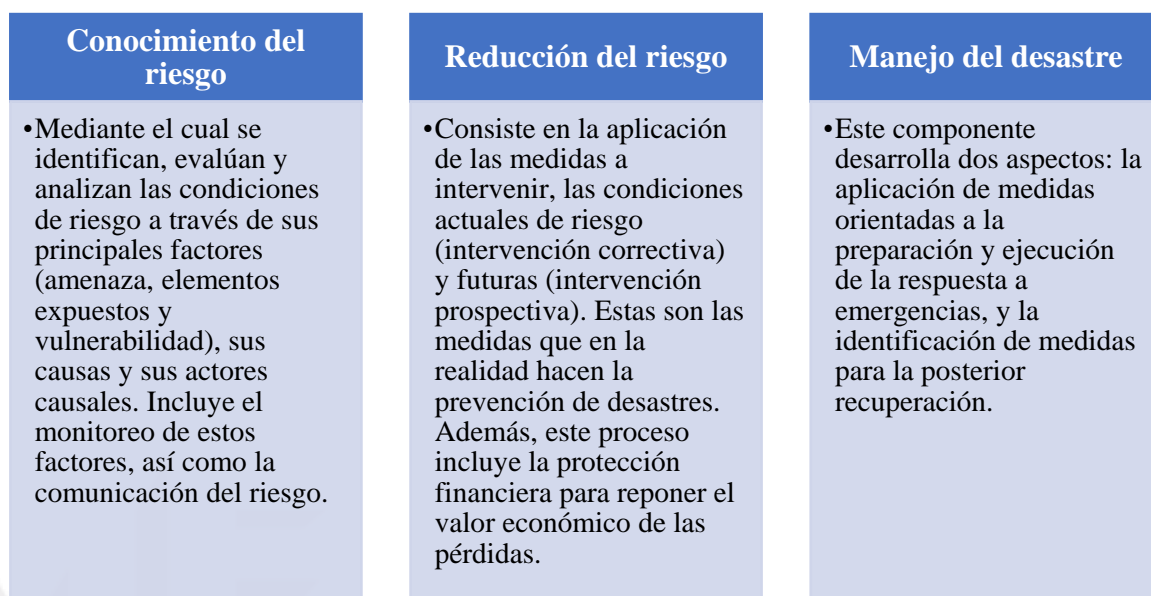 Conocimiento del
riesgo
•Mediante el cual se
identifican, evalúan y
analizan las condiciones
de riesgo a través de sus
principales factores
(amenaza, elementos
expuestos y
vulnerabilidad), sus
causas y sus actores
causales. Incluye el
monitoreo de estos
factores, así como la
comunicación del riesgo.
Reducción del riesgo
•Consiste en la aplicación
de las medidas a
intervenir, las condiciones
actuales de riesgo
(intervención correctiva)
y futuras (intervención
prospectiva). Estas son las
medidas que en la
realidad hacen la
prevención de desastres.
Además, este proceso
incluye la protección
financiera para reponer el
valor económico de las
pérdidas.
Manejo del desastre
•Este componente
desarrolla dos aspectos: la
aplicación de medidas
orientadas a la
preparación y ejecución
de la respuesta a
emergencias, y la
identificación de medidas
para la posterior
recuperación.